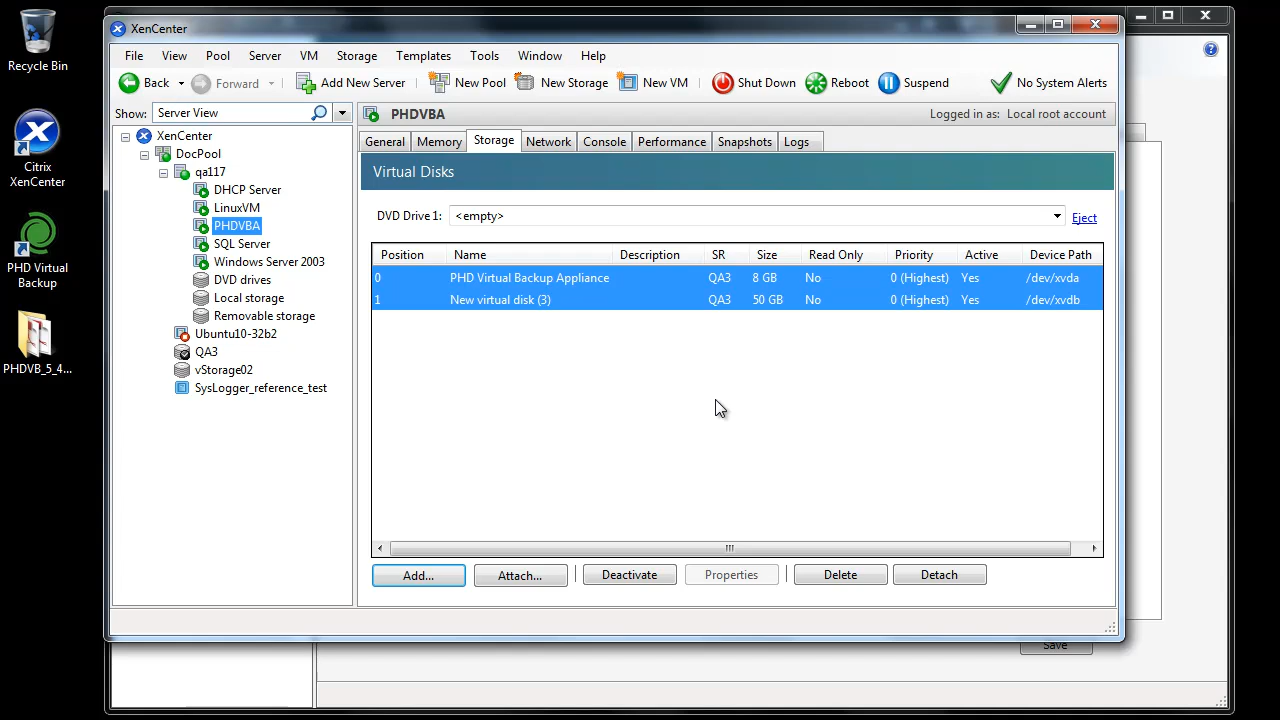 Recycle Bin
Citrix
XenCenter
PHD Virtual
Backup
PHDVB_5_4...
XenCenter
File View Pool Server VM Storage Templates Tools Window Help
Back Forward Add New Server New Pool New Storage New VM Shut Down Reboot Suspend No System Alerts
Show: Server View
XenCenter
DocPool
qa117
DHCP Server
LinuxVM
PHDVBA
SQL Server
Windows Server 2003
DVD drives
Local storage
Removable storage
Ubuntu10-32b2
QA3
vStorage02
SysLogger_reference_test
PHDVBA Logged in as: Local root account
General Memory Storage Network Console Performance Snapshots Logs
Virtual Disks
DVD Drive 1: <empty> Eject
Position Name Description SR Size Read Only Priority Active Device Path
0 PHD Virtual Backup Appliance QA3 8 GB No 0 (Highest) Yes /dev/xvda
1 New virtual disk (3) QA3 50 GB No 0 (Highest) Yes /dev/xvdb
Add... Attach... Deactivate Properties Delete Detach
Save